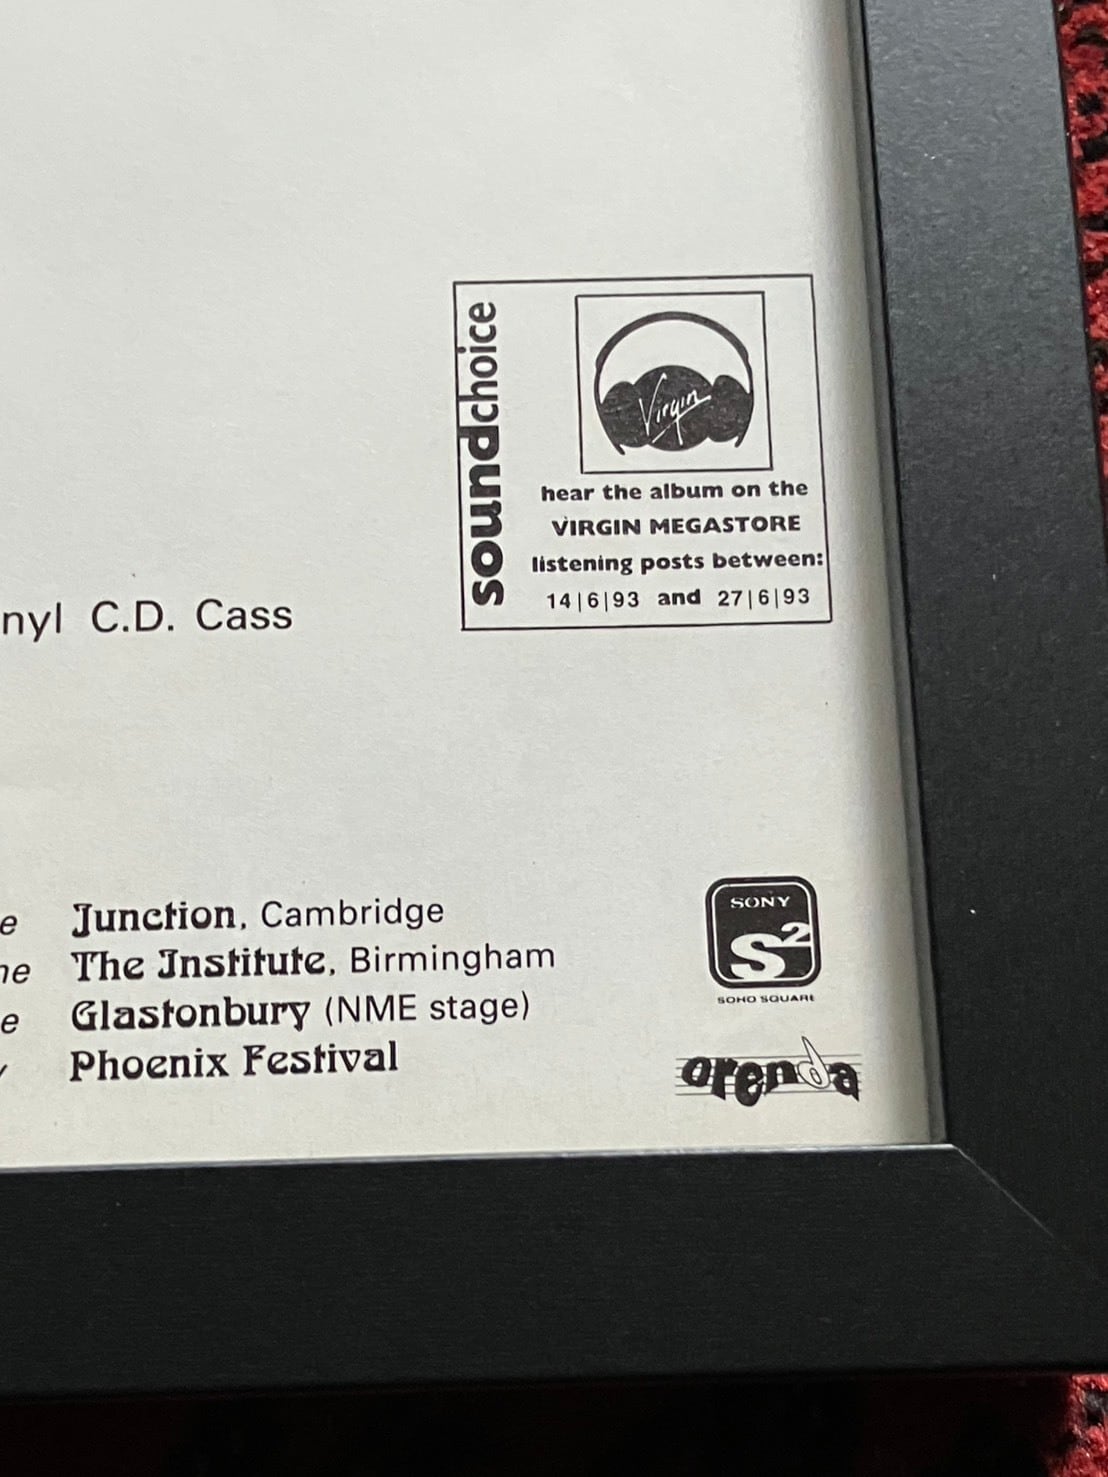 soundchoice
Virgin
hear the album on the
VIRGIN MEGASTORE
listening posts between:
14|6|93 and 27|6|93
nyl C.D. Cass
e Junction, Cambridge
ne The Institute, Birmingham
e Glastonbury (NME stage)
Phoenix Festival
SONY
S2
SOHO SQUARE
orenda